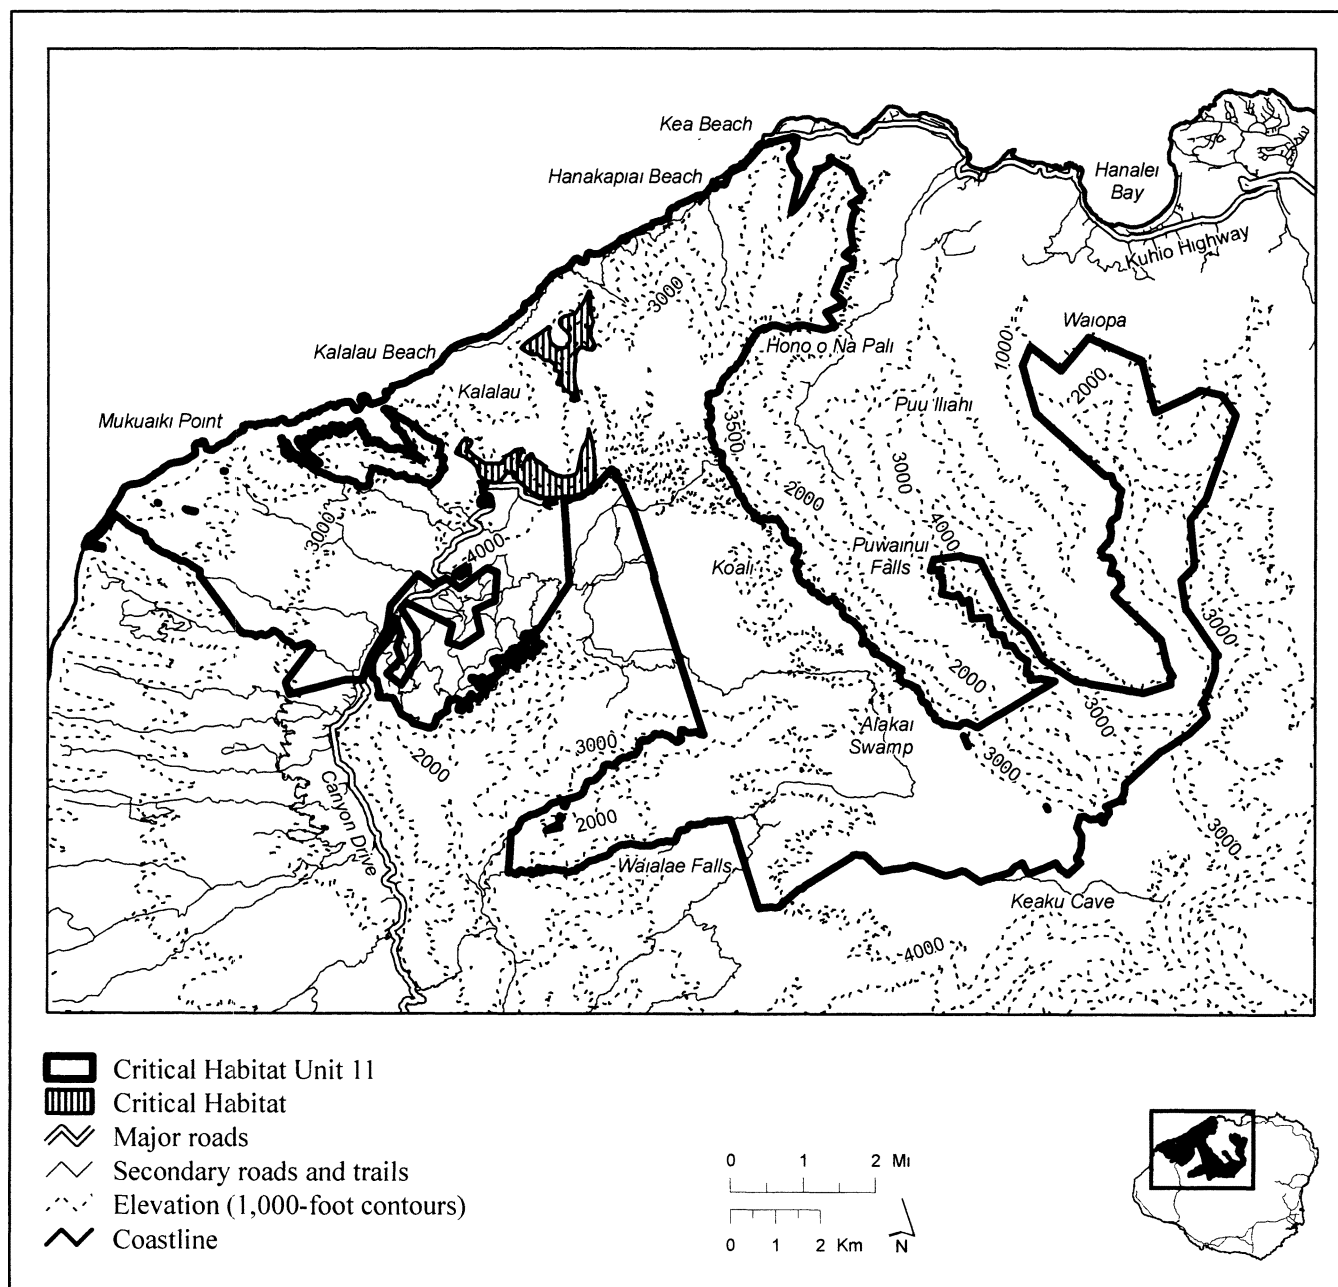 Kea Beach
Hanakapiai Beach
Hanalei
Bay
Kuhio Highway
3000
Waiopa
Kalalau Beach
Hono o Na Pali
1000
2000
Kalalau
Puu Iliahi
Mukuaiki Point
3500
3000
2000
3000
4000
4000
Puwainui
Falls
Koali
3000
2000
Alakai
Swamp
3000
3000
3000
2000
Canyon Drive
2000
3000
Waialae Falls
Keaku Cave
4000
Critical Habitat Unit 11
Critical Habitat
Major roads
Secondary roads and trails
Elevation (1,000-foot contours)
Coastline
0 1 2 Mi
0 1 2 Km
N